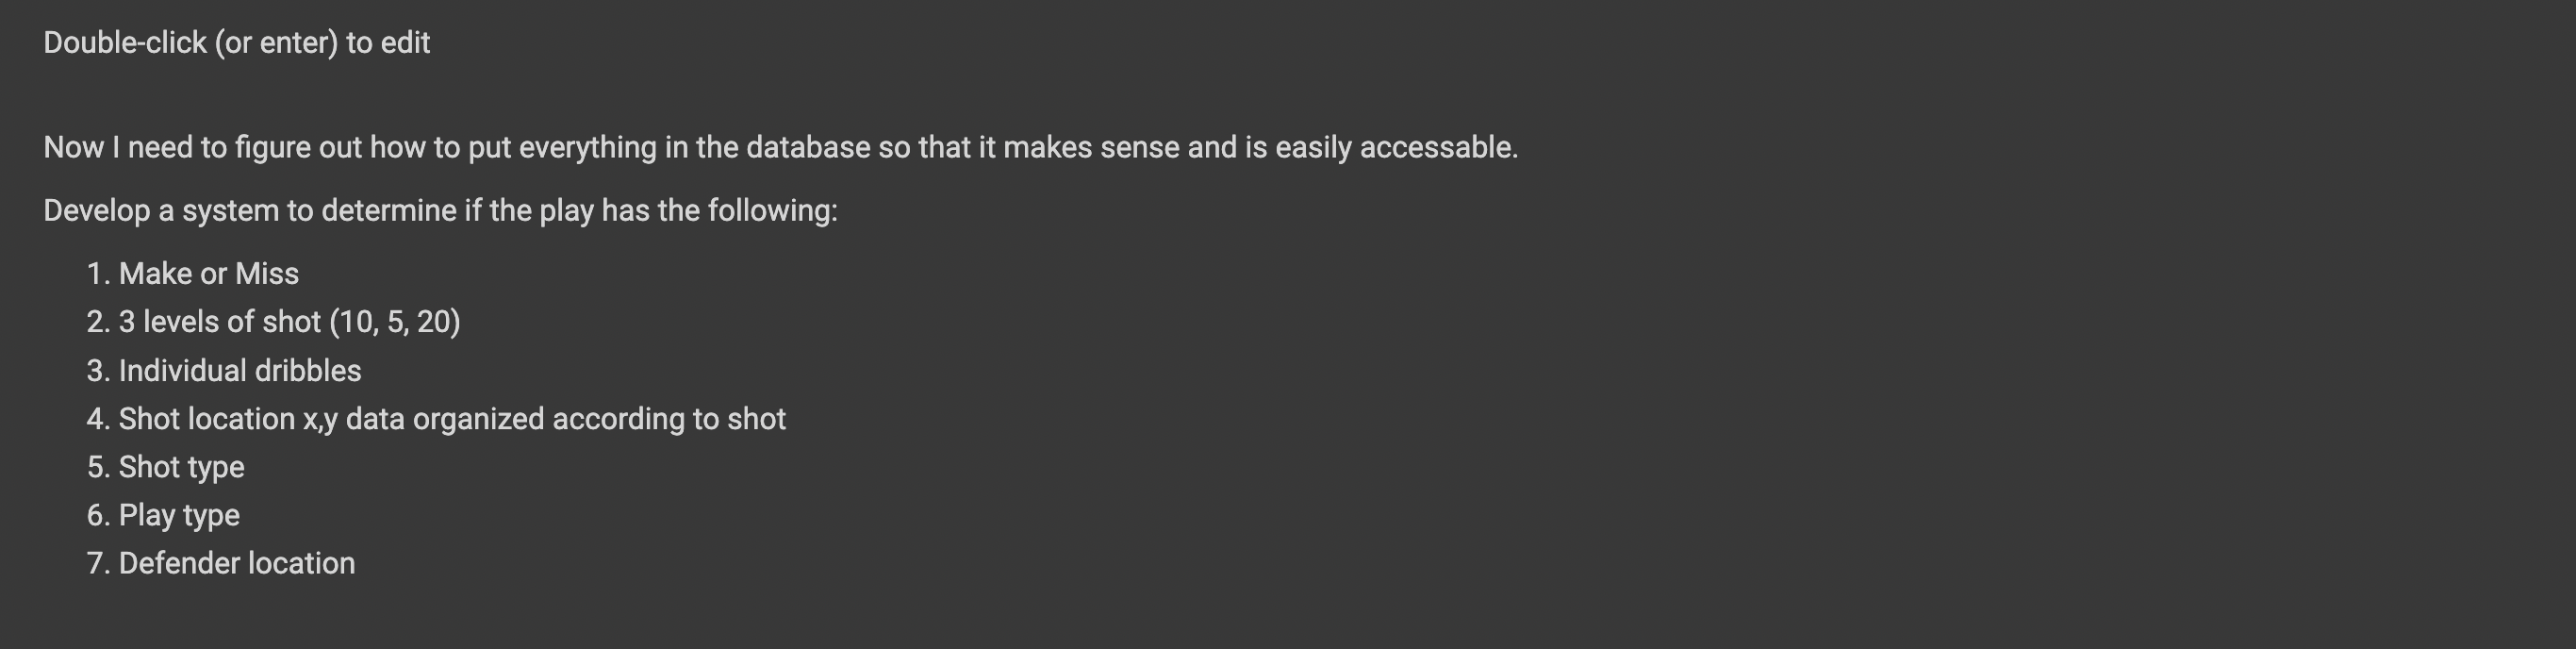 Double-click (or enter) to edit
Now I need to figure out how to put everything in the database so that it makes sense and is easily accessable.
Develop a system to determine if the play has the following:
1. Make or Miss
2. 3 levels of shot (10, 5, 20)
3. Individual dribbles
4. Shot location x,y data organized according to shot
5. Shot type
6. Play type
7. Defender location